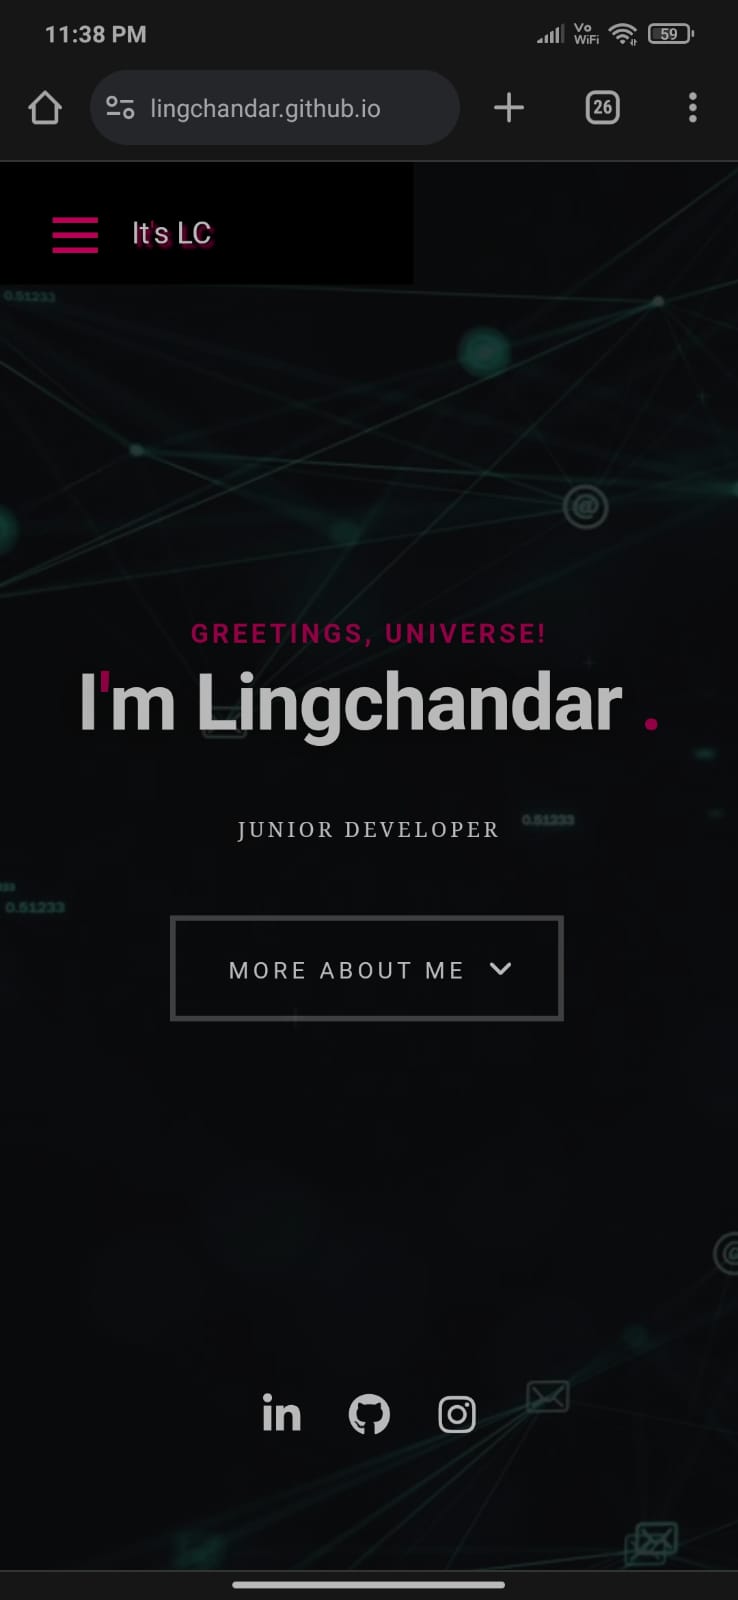 11:38 PM
Vo
WiFi
59
lingchandar.github.io
26
It's LC
0.51233
@
GREETINGS, UNIVERSE!
I'm Lingchandar .
JUNIOR DEVELOPER
0.51233
0.51233
MORE ABOUT ME
@
in